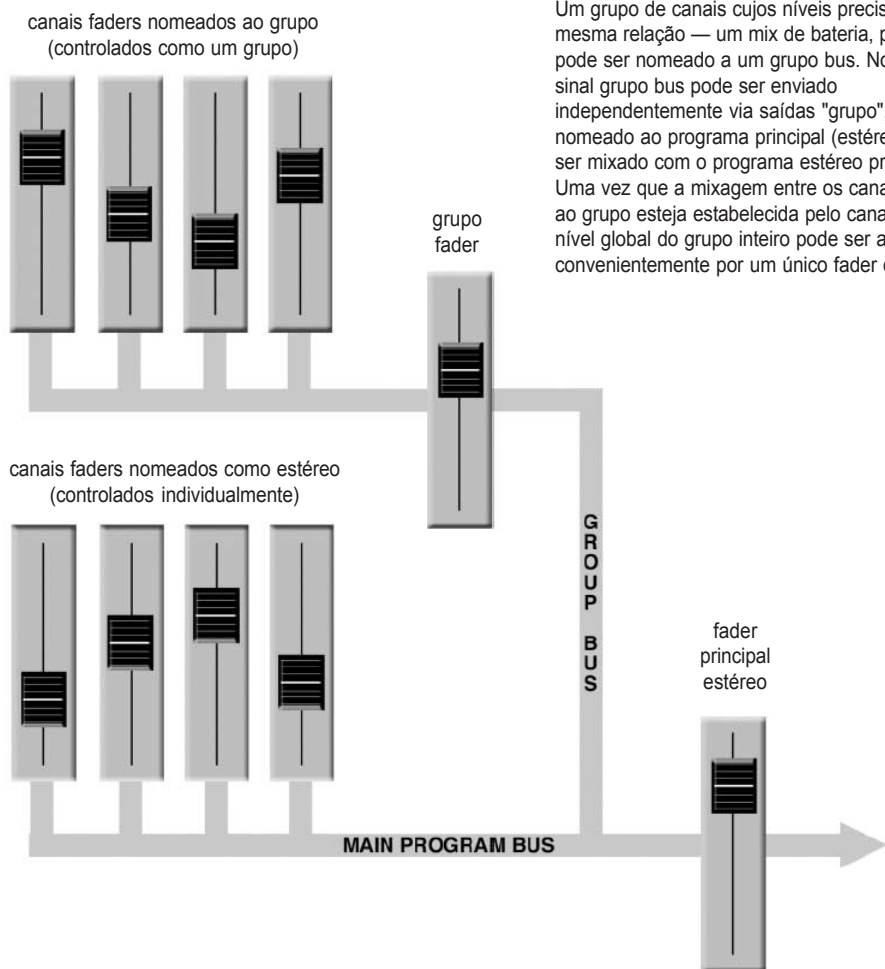 canais faders nomeados ao grupo
(controlados como um grupo)
Um grupo de canais cujos níveis precis
mesma relação — um mix de bateria, p
pode ser nomeado a um grupo bus. No
sinal grupo bus pode ser enviado
independentemente via saídas "grupo"
nomeado ao programa principal (estére
ser mixado com o programa estéreo pr
Uma vez que a mixagem entre os cana
ao grupo esteja estabelecida pelo cana
nível global do grupo inteiro pode ser a
convenientemente por um único fader
grupo
fader
canais faders nomeados como estéreo
(controlados individualmente)
GROUP BUS
fader
principal
estéreo
MAIN PROGRAM BUS